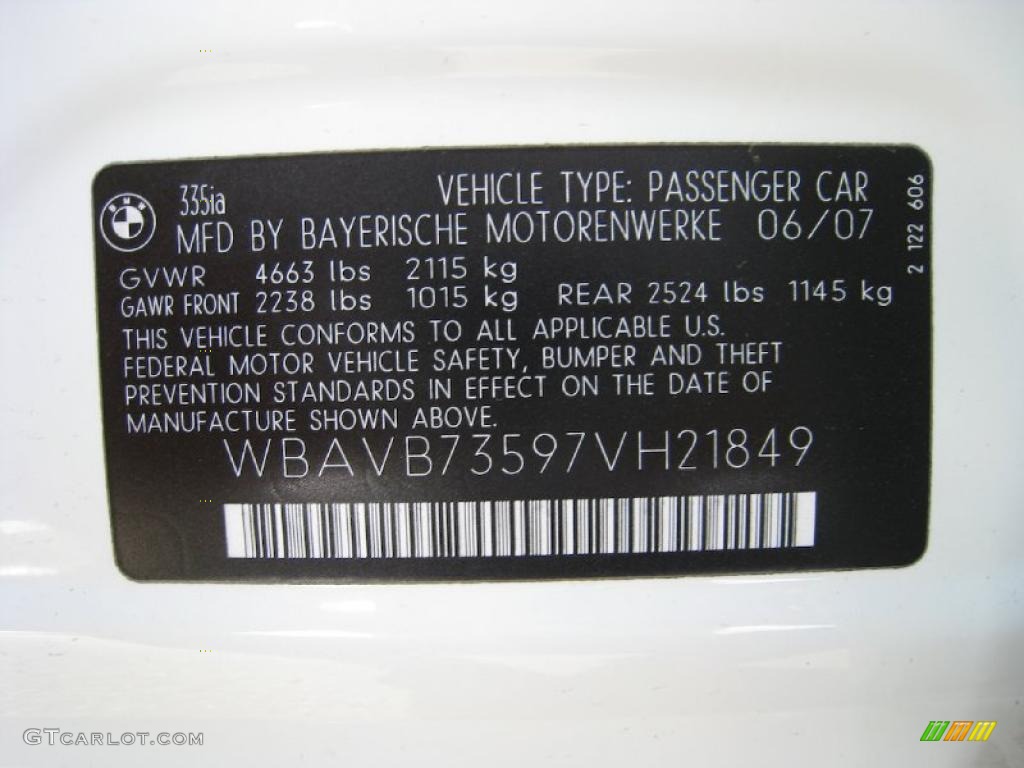 BMW
335ia
VEHICLE TYPE: PASSENGER CAR
MFD BY BAYERISCHE MOTORENWERKE 06/07
GVWR 4663 lbs 2115 kg
GAWR FRONT 2238 lbs 1015 kg REAR 2524 lbs 1145 kg
THIS VEHICLE CONFORMS TO ALL APPLICABLE U.S.
FEDERAL MOTOR VEHICLE SAFETY, BUMPER AND THEFT
PREVENTION STANDARDS IN EFFECT ON THE DATE OF
MANUFACTURE SHOWN ABOVE.
WBAVB73597VH21849
2 122 606
GTCARLOT.COM